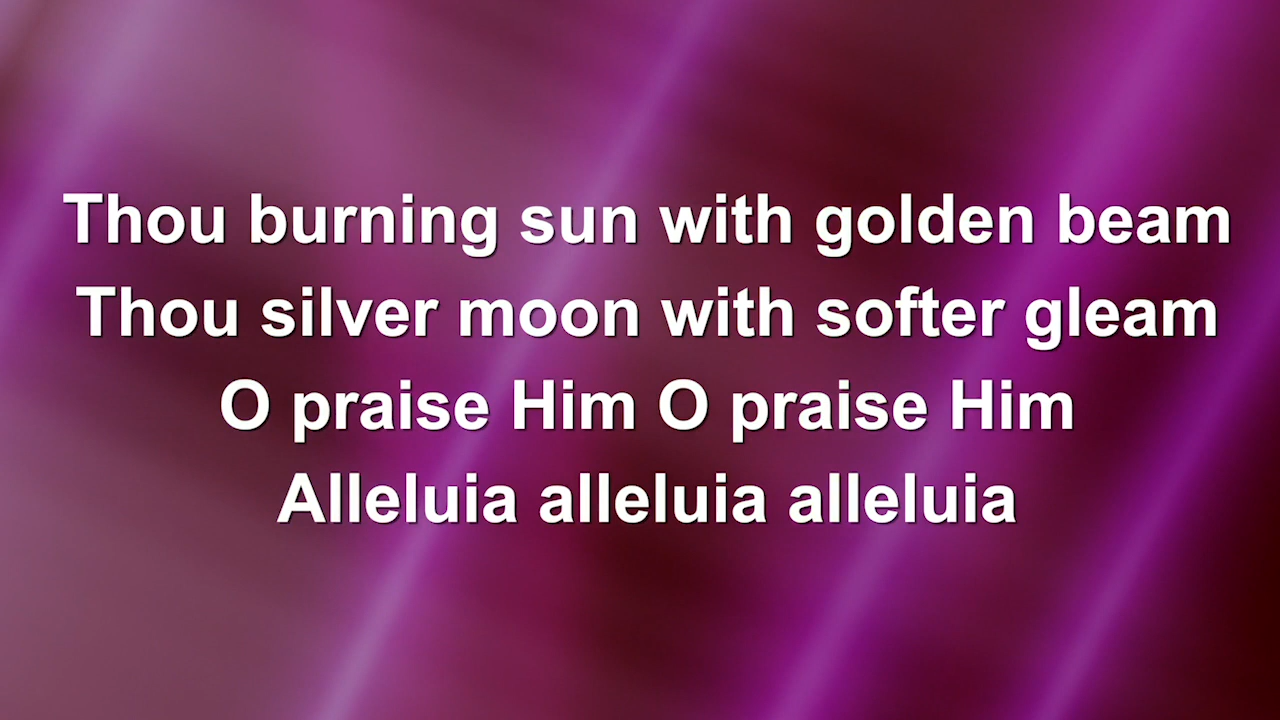 Thou burning sun with golden beam
Thou silver moon with softer gleam
O praise Him O praise Him
Alleluia alleluia alleluia